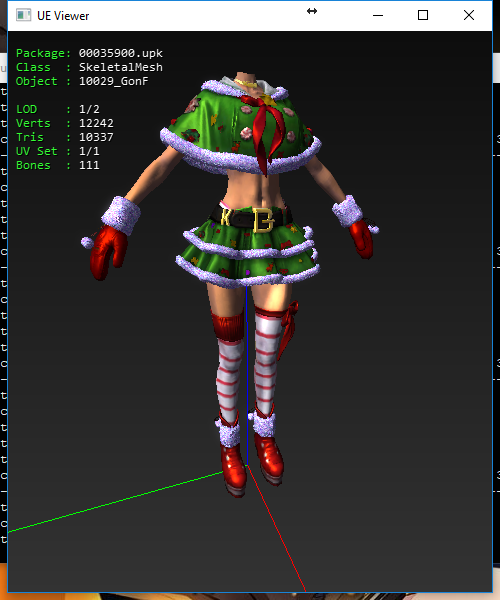 UE Viewer
Package: 00035900.upk
Class : SkeletalMesh
Object : 10029_GonF
LOD : 1/2
Verts : 12242
Tris : 10337
UV Set : 1/1
Bones : 111
K B